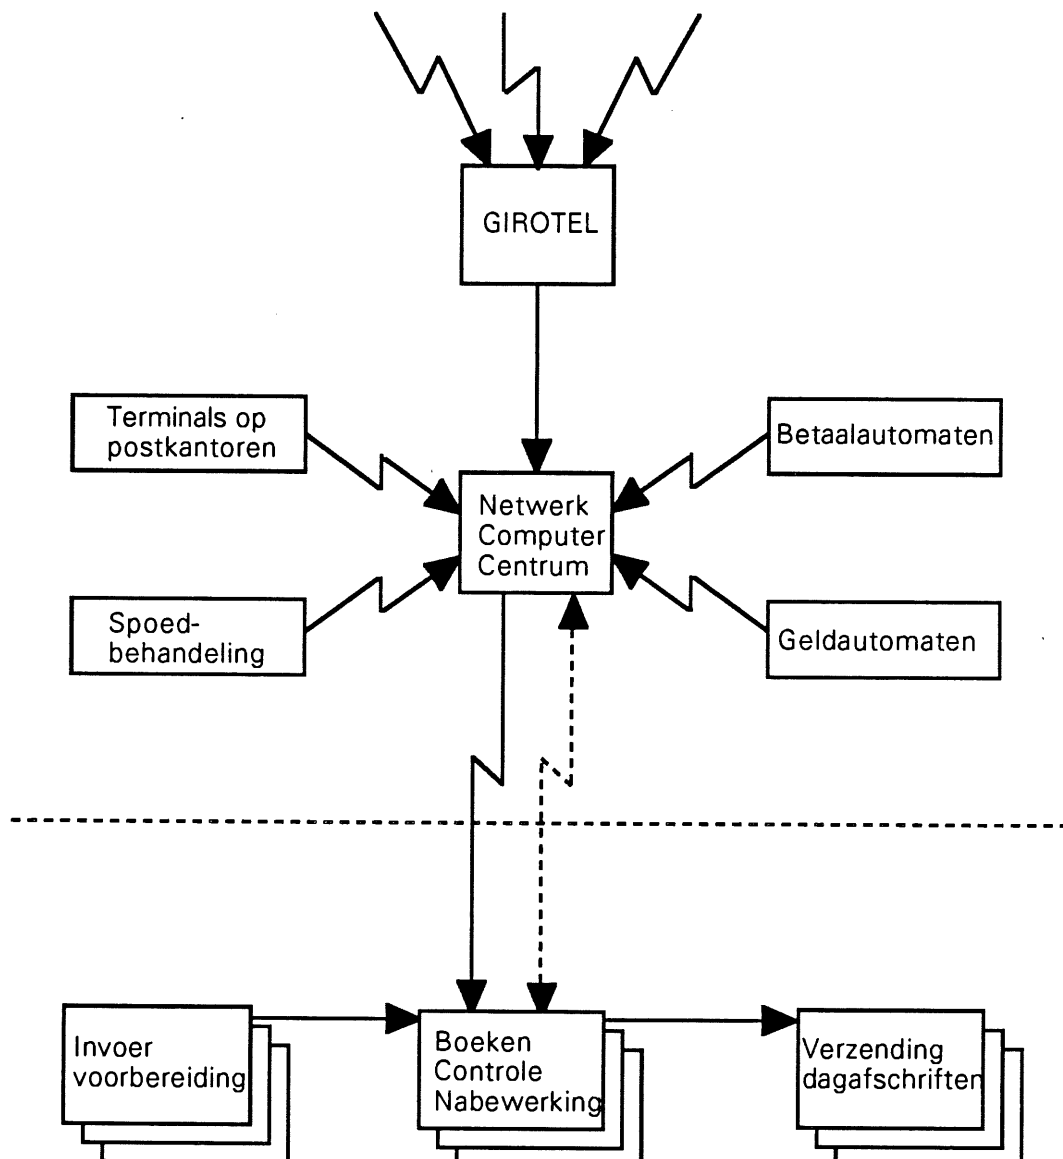 GIROTEL
Terminals op
postkantoren
Betaalautomaten
Netwerk
Computer
Centrum
Spoed-
behandeling
Geldautomaten
Invoer
voorbereiding
Boeken
Controle
Nabewerking
Verzending
dagafschriften